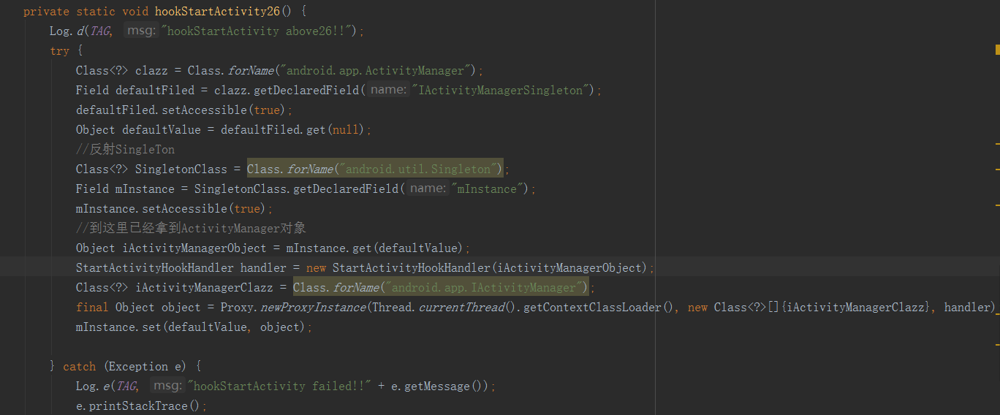 private static void hookStartActivity26() {
Log.d(TAG, msg: "hookStartActivity above26!!");
try {
Class<?> clazz = Class.forName("android.app.ActivityManager");
Field defaultFiled = clazz.getDeclaredField( name: "IActivityManagerSingleton");
defaultFiled.setAccessible(true);
Object defaultValue = defaultFiled.get(null);
//反射SingleTon
Class<?> SingletonClass = Class.forName("android.util.Singleton");
Field mInstance = SingletonClass.getDeclaredField( name: "mInstance");
mInstance.setAccessible(true);
//到这里已经拿到ActivityManager对象
Object iActivityManagerObject = mInstance.get(defaultValue);
StartActivityHookHandler handler = new StartActivityHookHandler(iActivityManagerObject);
Class<?> iActivityManagerClazz = Class.forName("android.app.IActivityManager");
final Object object = Proxy.newProxyInstance(Thread.currentThread().getContextClassLoader(), new Class<?>[]{iActivityManagerClazz}, handler)
mInstance.set(defaultValue, object);
} catch (Exception e) {
Log.e(TAG, msg: "hookStartActivity failed!!" + e.getMessage());
e.printStackTrace();